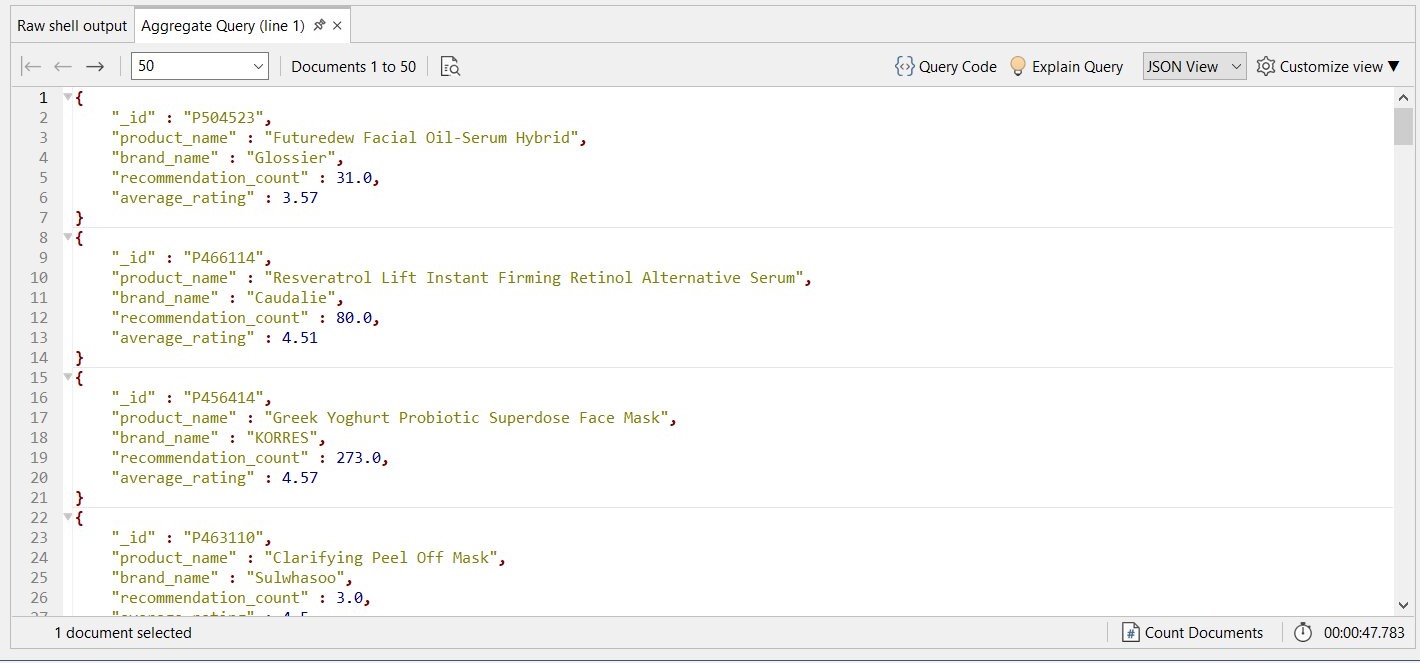 Raw shell output Aggregate Query (line 1)
50 Documents 1 to 50 Query Code Explain Query JSON View Customize view
1 {
2 "_id" : "P504523",
3 "product_name" : "Futuredew Facial Oil-Serum Hybrid",
4 "brand_name" : "Glossier",
5 "recommendation_count" : 31.0,
6 "average_rating" : 3.57
7 }
8 {
9 "_id" : "P466114",
10 "product_name" : "Resveratrol Lift Instant Firming Retinol Alternative Serum",
11 "brand_name" : "Caudalie",
12 "recommendation_count" : 80.0,
13 "average_rating" : 4.51
14 }
15 {
16 "_id" : "P456414",
17 "product_name" : "Greek Yoghurt Probiotic Superdose Face Mask",
18 "brand_name" : "KORRES",
19 "recommendation_count" : 273.0,
20 "average_rating" : 4.57
21 }
22 {
23 "_id" : "P463110",
24 "product_name" : "Clarifying Peel Off Mask",
25 "brand_name" : "Sulwhasoo",
26 "recommendation_count" : 3.0,
1 document selected Count Documents 00:00:47.783